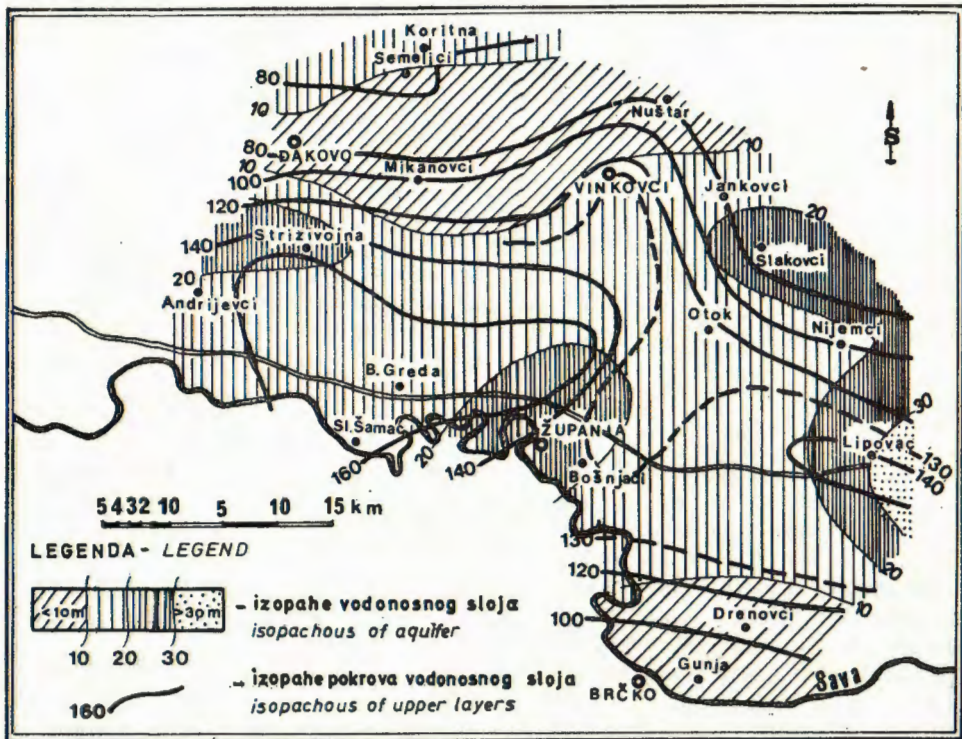 Koritna
Semeljci
80
10
Nuštar
S
80
ĐAKOVO
10
10
Mikanovci
100
VINKOVCI
Jankovci
120
20
Strizivojna
140
Slakovci
20
Andrijevci
Otok
Nijemci
B. Greda
90
Sl. Šamac
ŽUPANJA
Lipovac
130
160
20
140
140
Bošnjaci
5 4 3 2 1 0 5 10 15 km
130
20
LEGENDA - LEGEND
120
10
<10m >30m - izopahe vodonosnog sloja
100
Drenovci
isopachous of aquifer
10 20 30
Gunja
160 - izopahe pokrova vodonosnog sloja
BRČKO
Sava
isopachous of upper layers